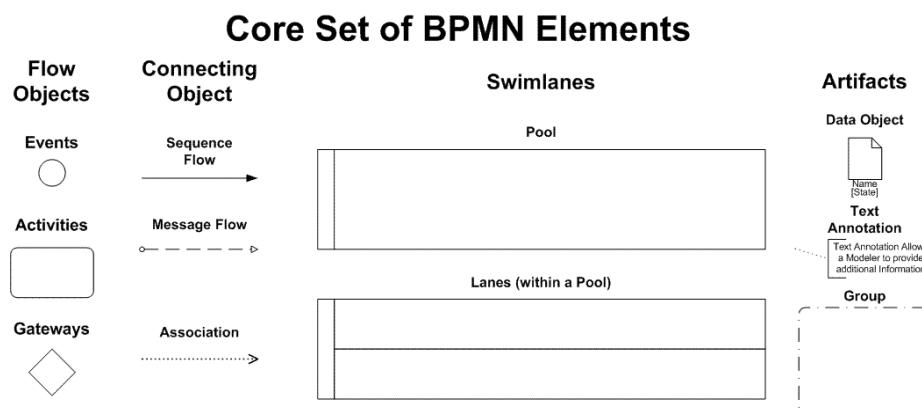 Core Set of BPMN Elements
Flow
Objects
Connecting
Object
Swimlanes
Artifacts
Events
Sequence
Flow
Pool
Data Object
Name
[State]
Activities
Message Flow
Text
Annotation
Text Annotation Allow
a Modeler to provide
additional Information
Lanes (within a Pool)
Group
Gateways
Association